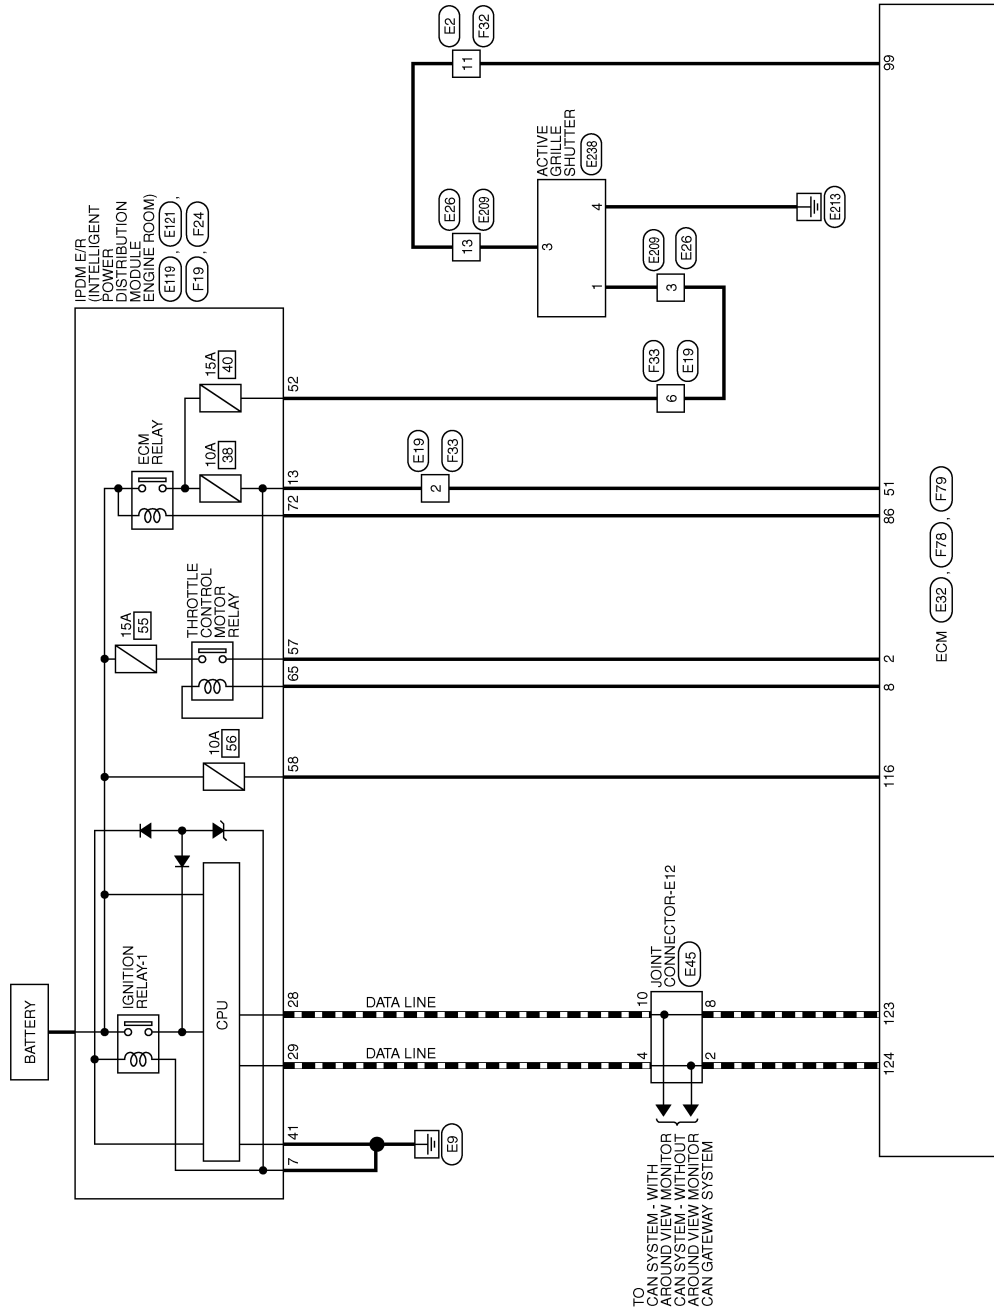 BATTERY
IPDM E/R
(INTELLIGENT
POWER
DISTRIBUTION
MODULE
ENGINE ROOM)
E119 , E121 ,
F19 , F24
IGNITION
RELAY-1
CPU
10A
56
15A
55
THROTTLE
CONTROL
MOTOR
RELAY
ECM
RELAY
10A
38
15A
40
7
41
29
28
58
65
57
72
13
52
E9
DATA LINE
DATA LINE
E19
F33
2
E26
E209
13
E2
F32
11
ACTIVE
GRILLE
SHUTTER
E238
3
1
4
F33
E19
6
E209
E26
3
E213
JOINT
CONNECTOR-E12
E45
4
10
2
8
TO
CAN SYSTEM - WITH
AROUND VIEW MONITOR
CAN SYSTEM - WITHOUT
AROUND VIEW MONITOR
CAN GATEWAY SYSTEM
124
123
116
8
2
86
51
99
ECM E32 , F78 , F79